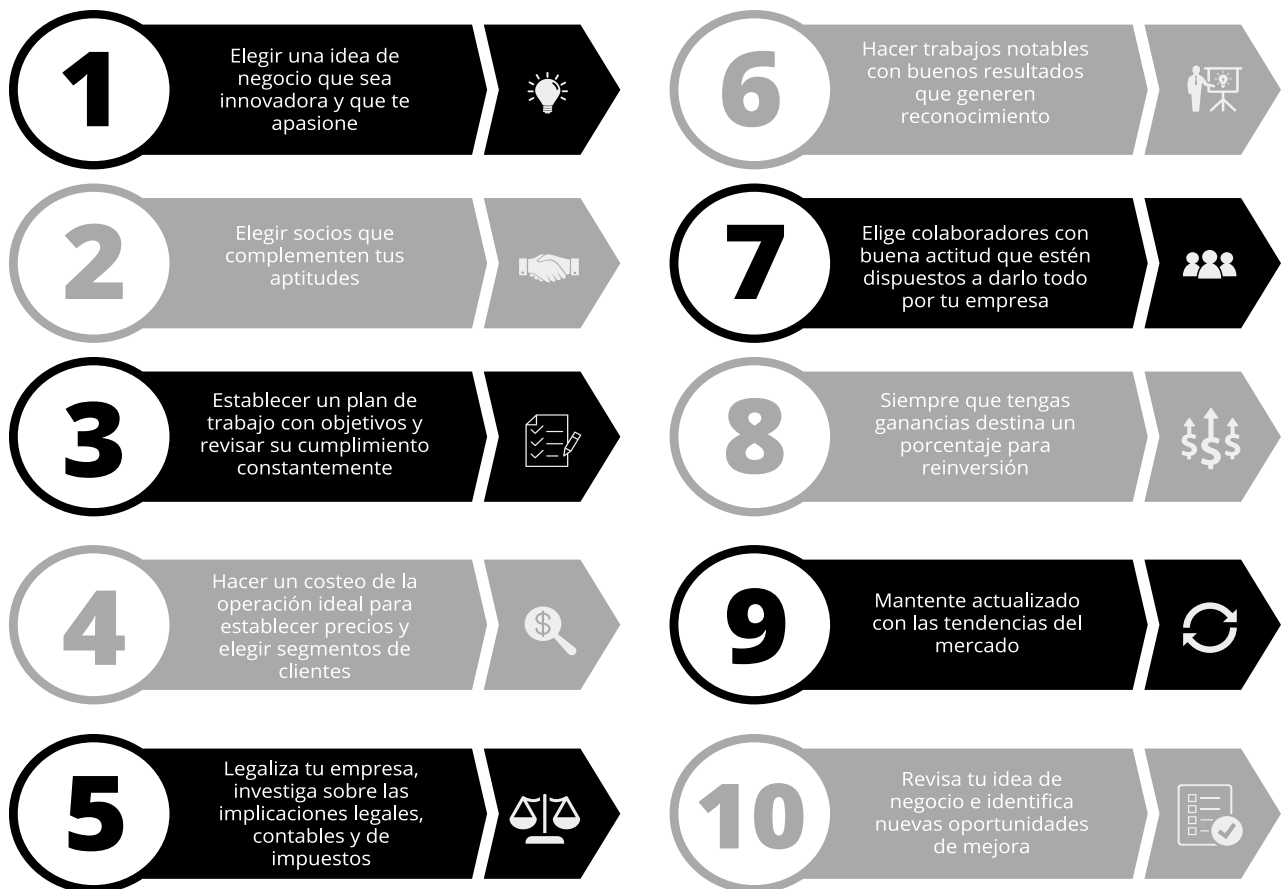 1
Elegir una idea de
negocio que sea
innovadora y que te
apasione
2
Elegir socios que
complementen tus
aptitudes
3
Establecer un plan de
trabajo con objetivos y
revisar su cumplimiento
constantemente
4
Hacer un costeo de la
operación ideal para
establecer precios y
elegir segmentos de
clientes
$
5
Legaliza tu empresa,
investiga sobre las
implicaciones legales,
contables y de
impuestos
6
Hacer trabajos notables
con buenos resultados
que generen
reconocimiento
7
Elige colaboradores con
buena actitud que estén
dispuestos a darlo todo
por tu empresa
8
Siempre que tengas
ganancias destina un
porcentaje para
reinversión
$$$
9
Mantente actualizado
con las tendencias del
mercado
10
Revisa tu idea de
negocio e identifica
nuevas oportunidades
de mejora